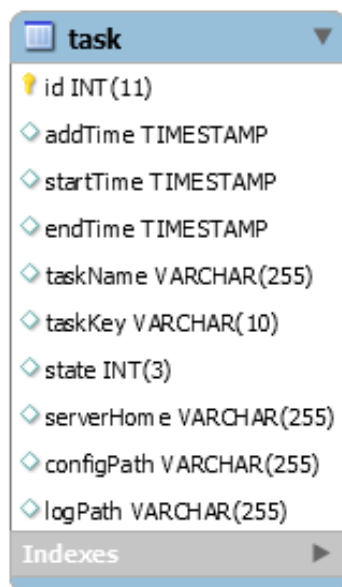 task
id INT(11)
addTime TIMESTAMP
startTime TIMESTAMP
endTime TIMESTAMP
taskName VARCHAR(255)
taskKey VARCHAR(10)
state INT(3)
serverHome VARCHAR(255)
configPath VARCHAR(255)
logPath VARCHAR(255)
Indexes